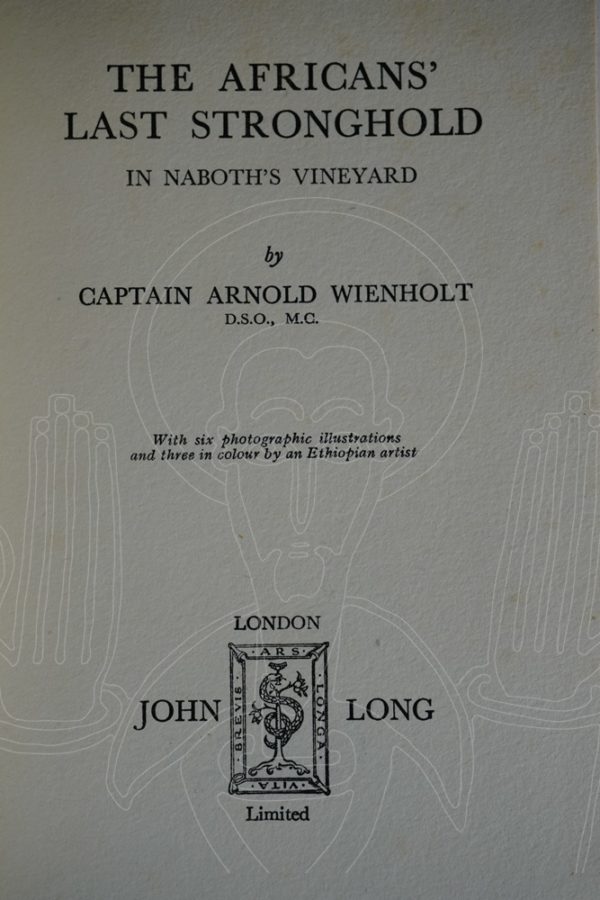 THE AFRICANS'
LAST STRONGHOLD
IN NABOTH'S VINEYARD
by
CAPTAIN ARNOLD WIENHOLT
D.S.O., M.C.
With six photographic illustrations
and three in colour by an Ethiopian artist
LONDON
ARS
BREVIS
LONGA
VITA
JOHN LONG
Limited